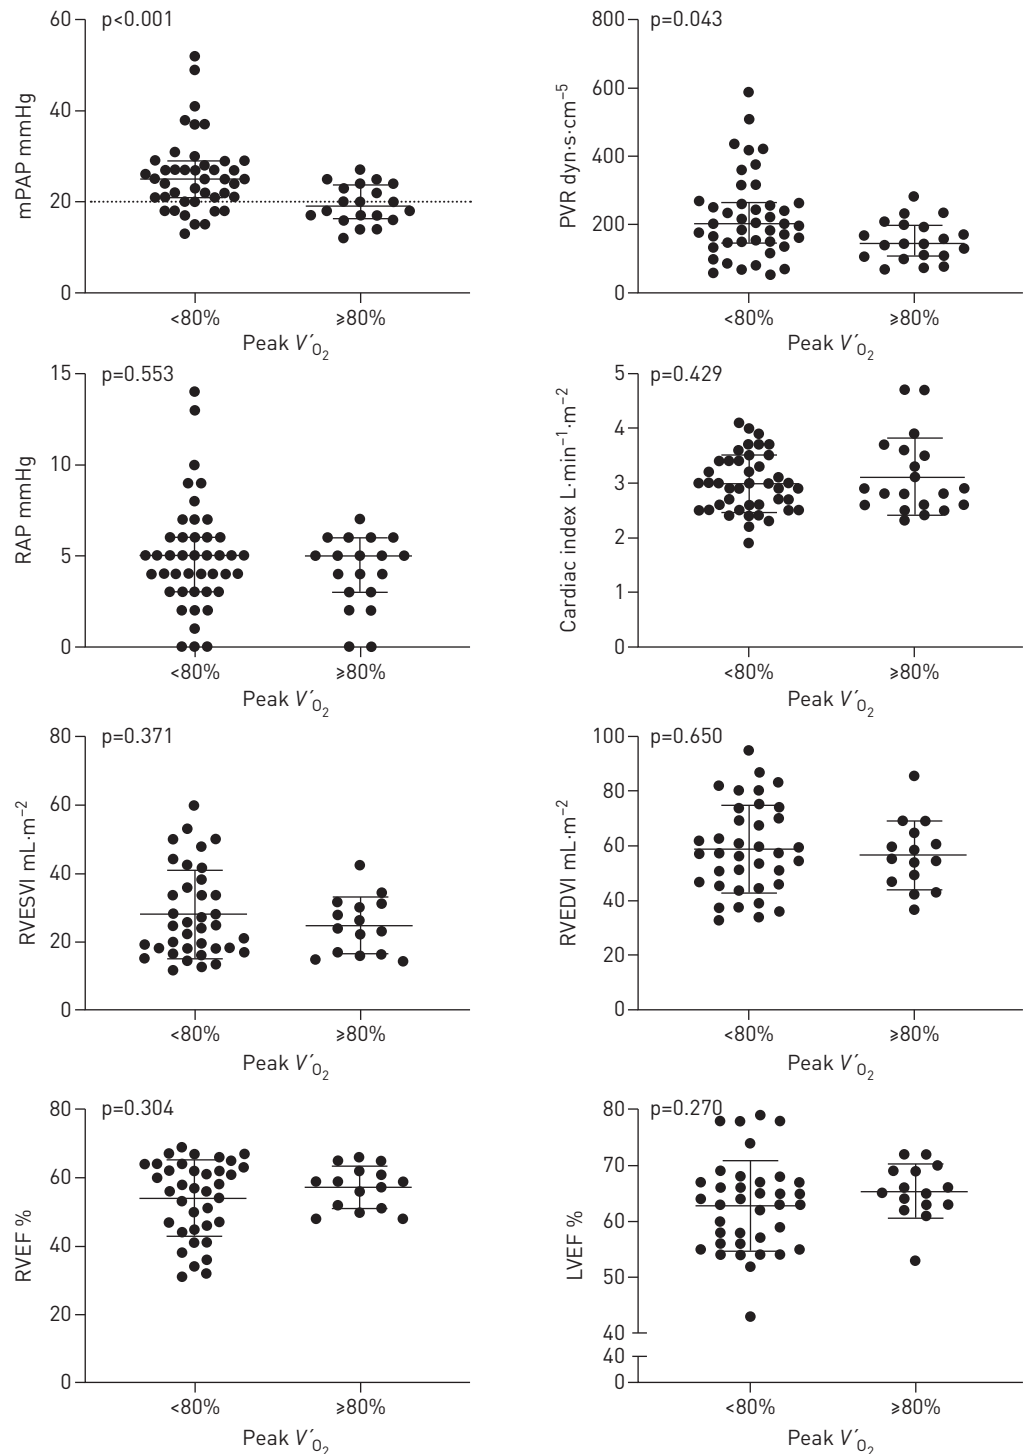 60
p<0.001
40
20
0
mPAP mmHg
<80%
≥80%
Peak V´O2
800
p=0.043
600
400
200
0
PVR dyn·s·cm−5
<80%
≥80%
Peak V´O2
15
p=0.553
10
5
0
RAP mmHg
<80%
≥80%
Peak V´O2
5
p=0.429
4
3
2
1
0
Cardiac index L·min−1·m−2
<80%
≥80%
Peak V´O2
80
p=0.371
60
40
20
0
RVESVI mL·m−2
<80%
≥80%
Peak V´O2
100
p=0.650
80
60
40
20
0
RVEDVI mL·m−2
<80%
≥80%
Peak V´O2
80
p=0.304
60
40
20
0
RVEF %
<80%
≥80%
Peak V´O2
80
p=0.270
70
60
50
40
40
0
LVEF %
<80%
≥80%
Peak V´O2